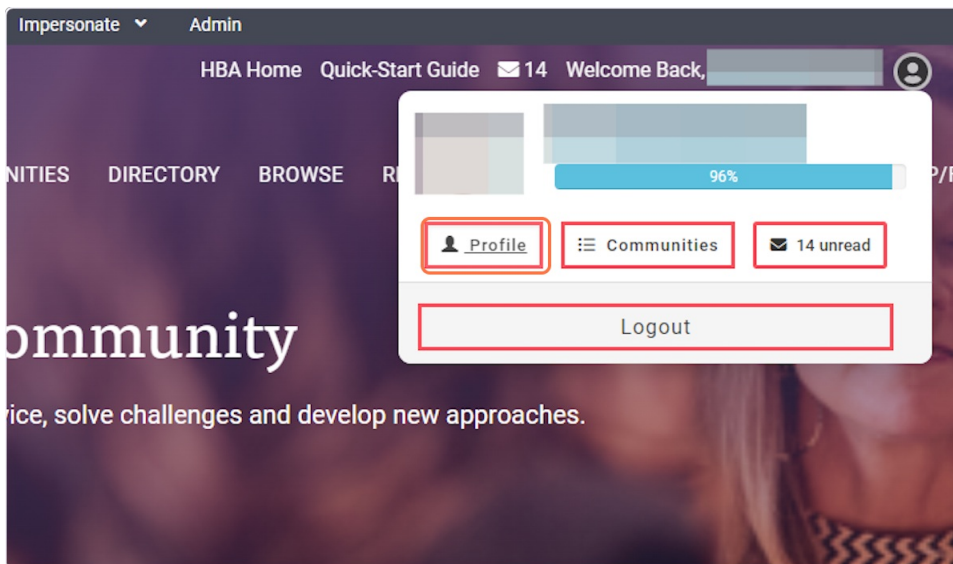 Impersonate Admin
HBA Home Quick-Start Guide 14 Welcome Back,
NITIES DIRECTORY BROWSE
96%
Profile Communities 14 unread
Logout
ommunity
vice, solve challenges and develop new approaches.